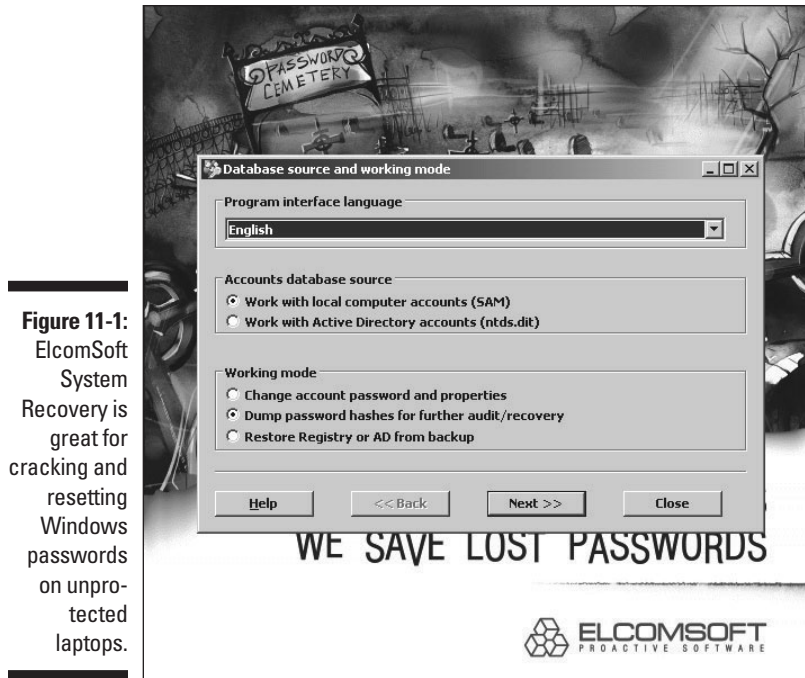 PASSWORD
CEMETERY
Database source and working mode
Program interface language
English
Accounts database source
Work with local computer accounts (SAM)
Work with Active Directory accounts (ntds.dit)
Working mode
Change account password and properties
Dump password hashes for further audit/recovery
Restore Registry or AD from backup
Help
<< Back
Next >>
Close
WE SAVE LOST PASSWORDS
ELCOMSOFT
PROACTIVE SOFTWARE
Figure 11-1:
ElcomSoft
System
Recovery is
great for
cracking and
resetting
Windows
passwords
on unpro-
tected
laptops.